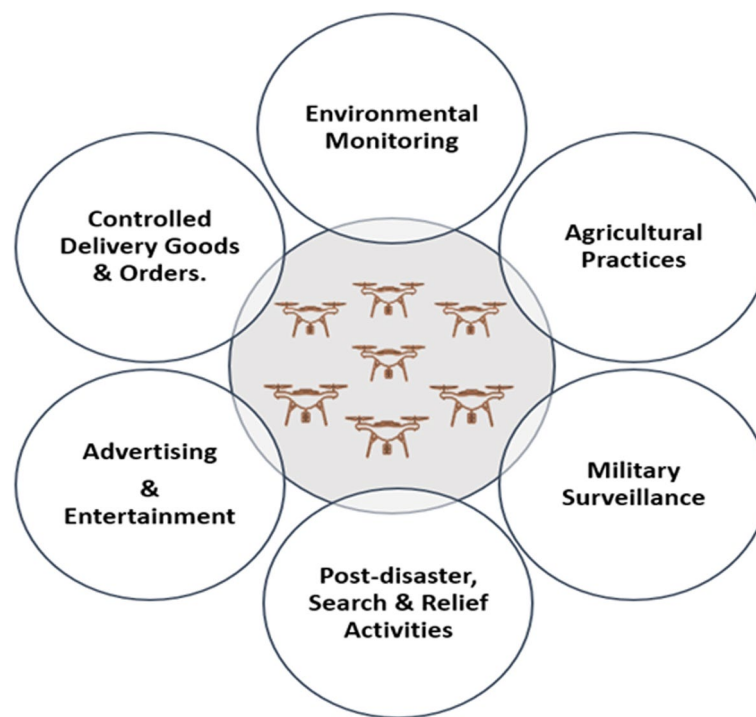 Environmental
Monitoring
Controlled
Delivery Goods
& Orders.
Agricultural
Practices
Advertising
&
Entertainment
Military
Surveillance
Post-disaster,
Search & Relief
Activities